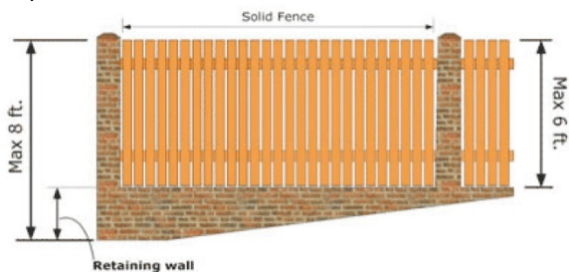 Solid Fence
Max 8 ft.
Max 6 ft.
Retaining wall